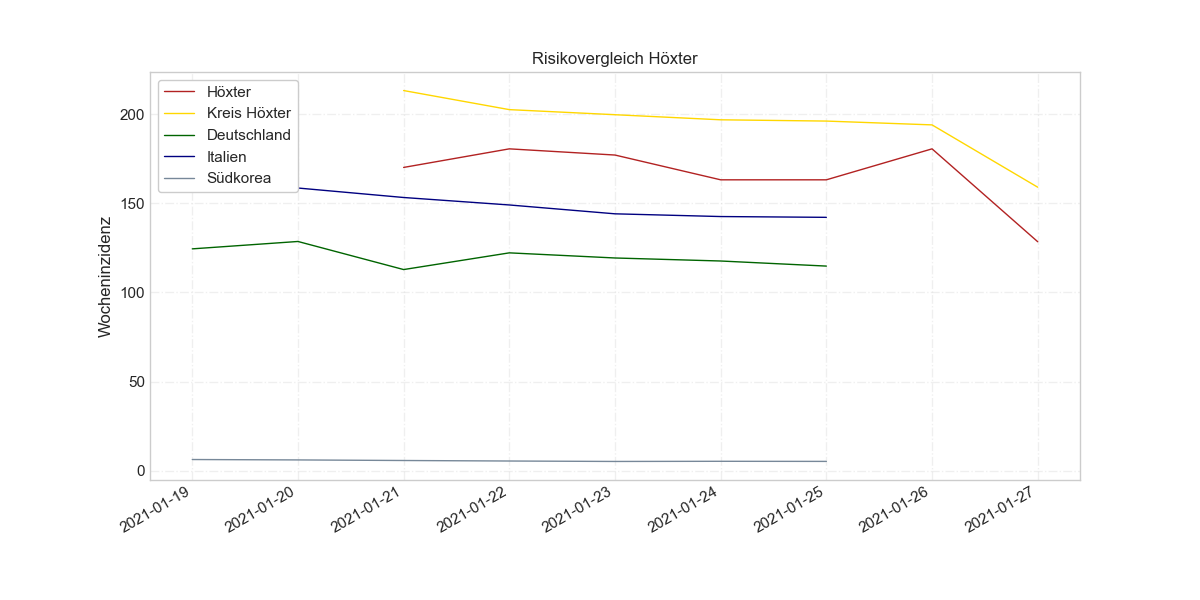 Risikovergleich Höxter
Höxter
Kreis Höxter
Deutschland
Italien
Südkorea
Wocheninzidenz
200
150
100
50
0
2021-01-19
2021-01-20
2021-01-21
2021-01-22
2021-01-23
2021-01-24
2021-01-25
2021-01-26
2021-01-27